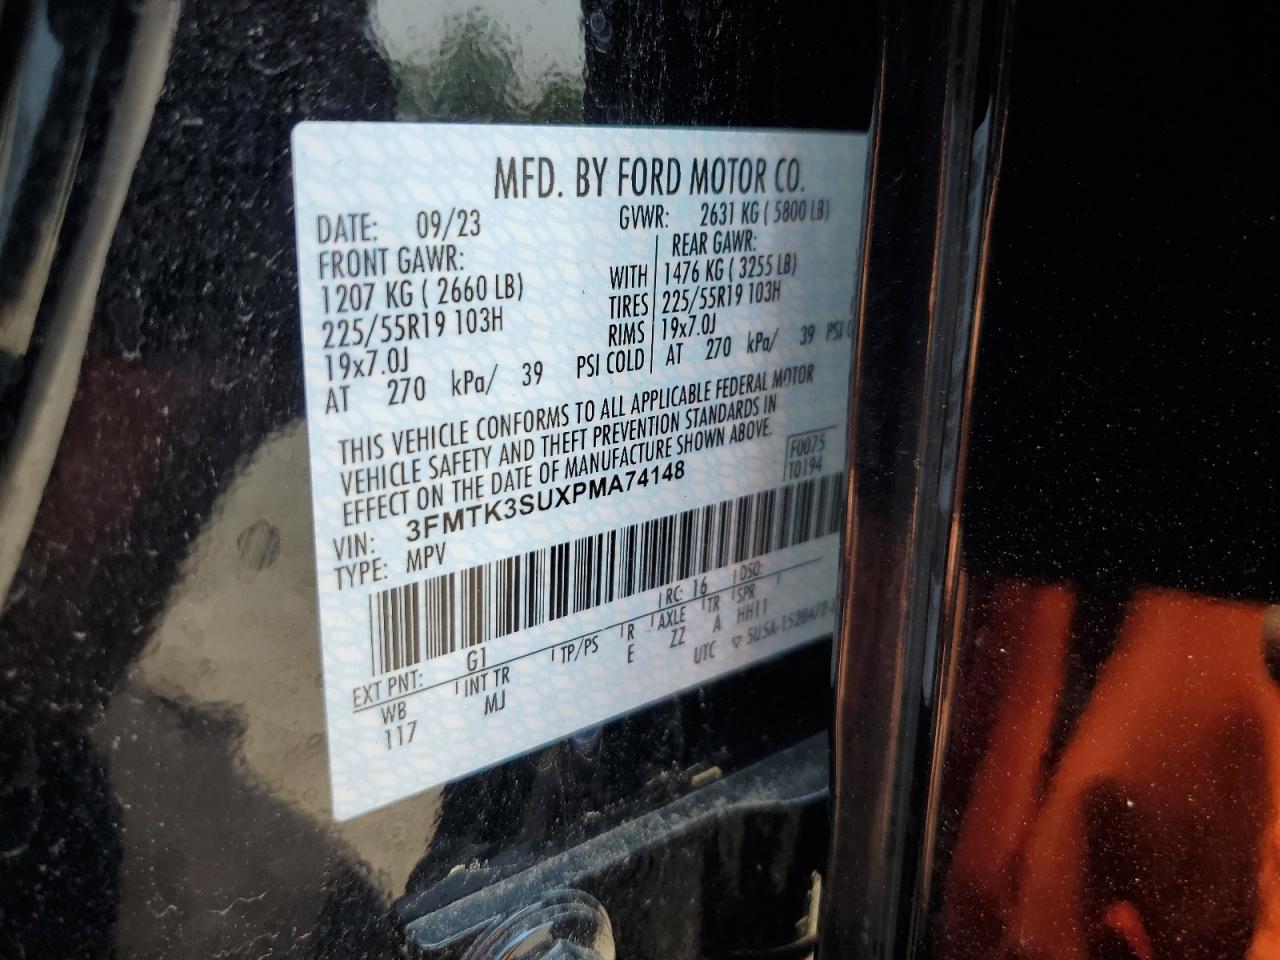 MFD. BY FORD MOTOR CO.
DATE: 09/23 GVWR: 2631 KG ( 5800 LB)
FRONT GAWR: REAR GAWR:
1207 KG ( 2660 LB) WITH 1476 KG ( 3255 LB)
225/55R19 103H TIRES 225/55R19 103H
19x7.0J RIMS 19x7.0J
AT 270 kPa/ 39 PSI COLD AT 270 kPa/ 39 PSI
THIS VEHICLE CONFORMS TO ALL APPLICABLE FEDERAL MOTOR
VEHICLE SAFETY AND THEFT PREVENTION STANDARDS IN
EFFECT ON THE DATE OF MANUFACTURE SHOWN ABOVE.
F0075
T0194
VIN: 3FMTK3SUXPMA74148
TYPE: MPV
EXT PNT: G1 RC: 16 DSO:
WB INT TR TP/PS R AXLE TR SPR
117 MJ E ZZ A HH11
UTC